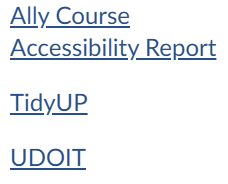 Ally Course
Accessibility Report
TidyUP
UDOIT